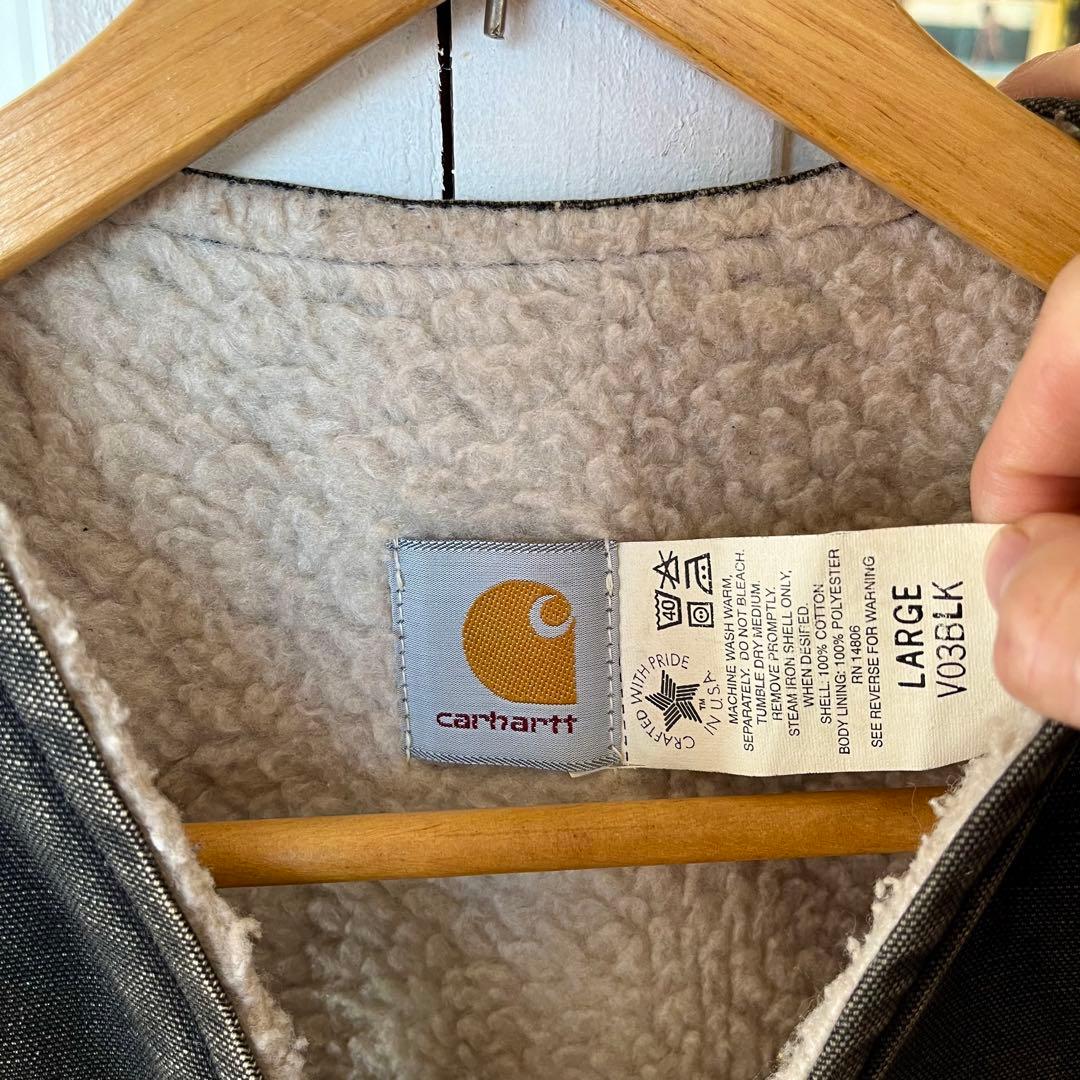 carhartt
40
CRAFTED WITH PRIDE
IN U.S.A.
TM
MACHINE WASH WARM,
SEPARATELY. DO NOT BLEACH.
TUMBLE DRY MEDIUM.
REMOVE PROMPTLY.
STEAM IRON, SHELL ONLY,
WHEN DESIRED.
SHELL: 100% COTTON
BODY LINING: 100% POLYESTER
RN 14806
SEE REVERSE FOR WARNING
LARGE
V03BLK